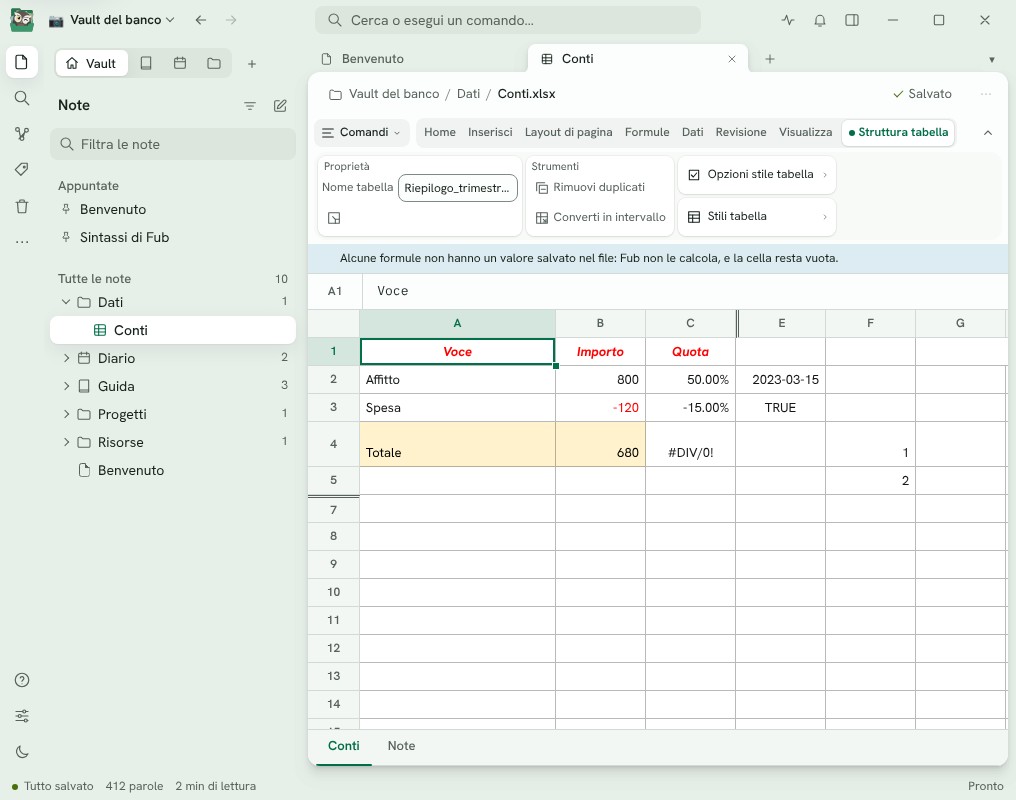 Vault del banco
Cerca o esegui un comando…
Vault
Benvenuto
Conti
Note
Vault del banco / Dati / Conti.xlsx
Salvato
Filtra le note
Comandi
Home Inserisci Layout di pagina Formule Dati Revisione Visualizza Struttura tabella
Proprietà
Nome tabella Riepilogo_trimestr…
Strumenti
Rimuovi duplicati
Converti in intervallo
Opzioni stile tabella
Stili tabella
Appuntate
Benvenuto
Sintassi di Fub
Tutte le note 10
Dati 1
Conti
Diario 2
Guida 3
Progetti 1
Risorse 1
Benvenuto
Alcune formule non hanno un valore salvato nel file: Fub non le calcola, e la cella resta vuota.
A1 Voce
A B C E F G
1 Voce Importo Quota
2 Affitto 800 50.00% 2023-03-15
3 Spesa -120 -15.00% TRUE
4 Totale 680 #DIV/0! 1
5 2
7
8
9
10
11
12
13
14
Conti Note
Tutto salvato 412 parole 2 min di lettura
Pronto